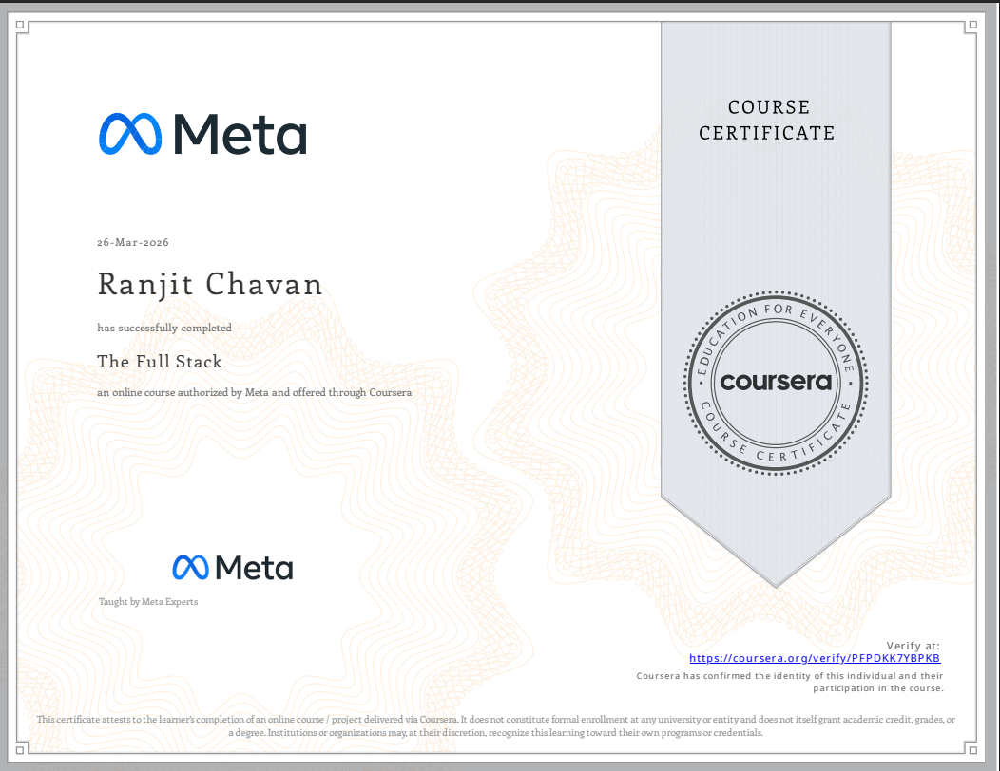 COURSE
CERTIFICATE
Meta
26-Mar-2026
Ranjit Chavan
has successfully completed
The Full Stack
an online course authorized by Meta and offered through Coursera
EDUCATION FOR EVERYONE
coursera
COURSE CERTIFICATE
Meta
Taught by Meta Experts
Verify at:
https://coursera.org/verify/PFPDKK7YBPKB
Coursera has confirmed the identity of this individual and their
participation in the course.
This certificate attests to the learner's completion of an online course / project delivered via Coursera. It does not constitute formal enrollment at any university or entity and does not itself grant academic credit, grades, or
a degree. Institutions or organizations may, at their discretion, recognize this learning toward their own programs or credentials.